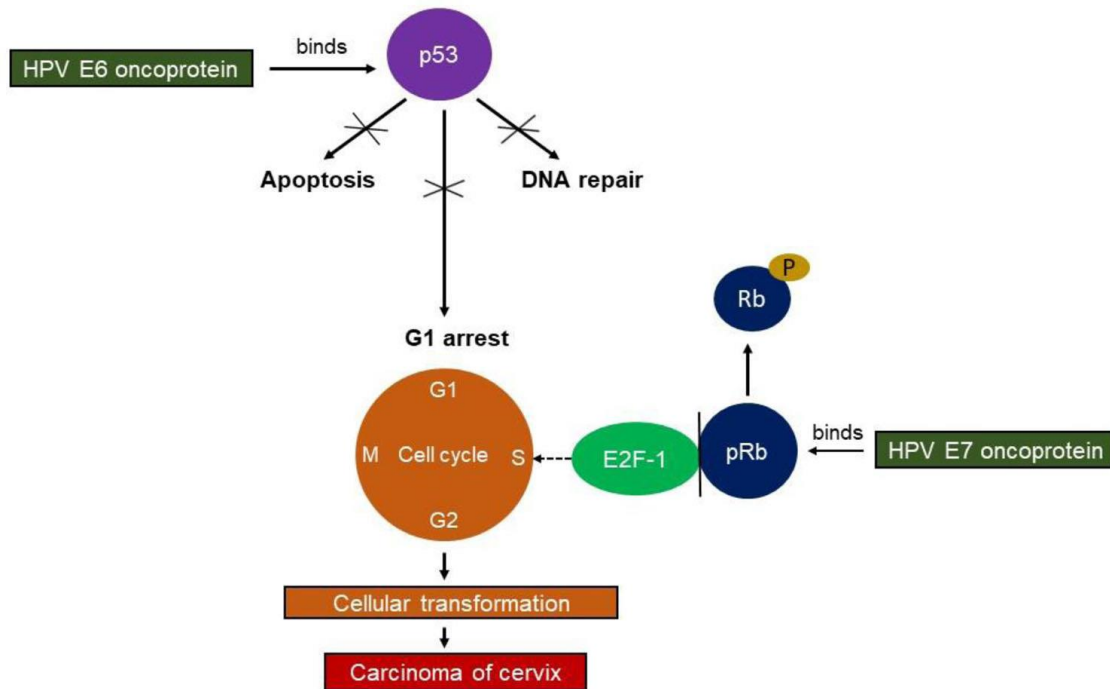 binds
p53
HPV E6 oncoprotein
Apoptosis
DNA repair
P
Rb
G1 arrest
G1
M
Cell cycle
S
E2F-1
pRb
binds
HPV E7 oncoprotein
G2
Cellular transformation
Carcinoma of cervix